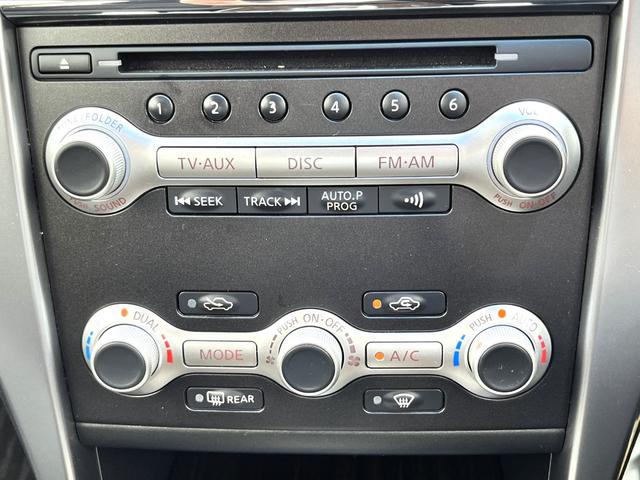 1 2 3 4 5 6
TUNE/FOLDER
PUSH SOUND
TV·AUX DISC FM·AM
VOL
PUSH ON·OFF
SEEK TRACK AUTO.P PROG
DUAL
MODE
PUSH ON·OFF
A/C
PUSH AUTO
REAR